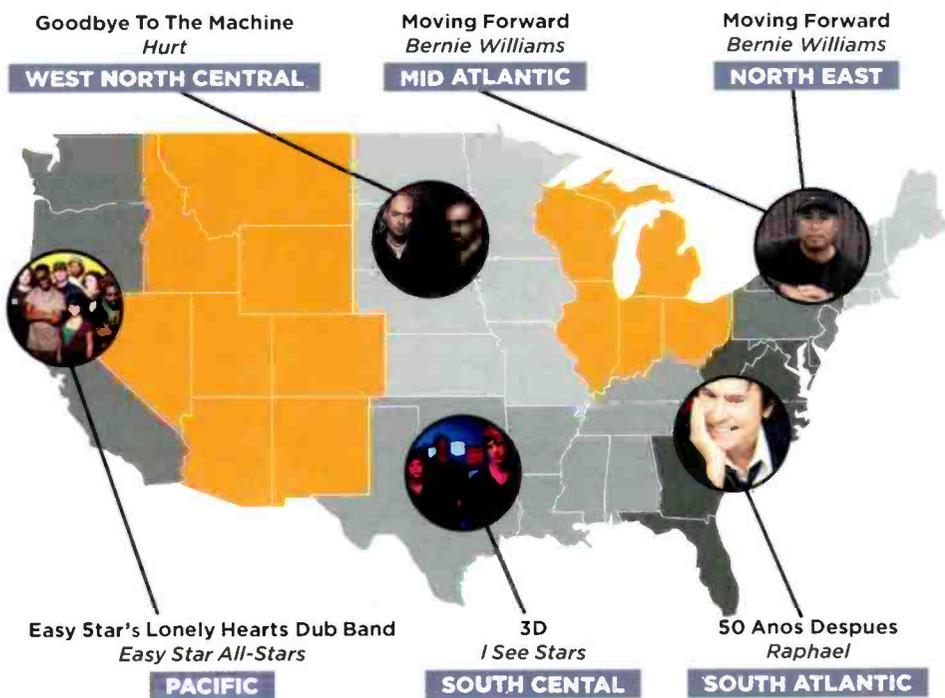 Goodbye To The Machine
Hurt
WEST NORTH CENTRAL
Moving Forward
Bernie Williams
MID ATLANTIC
Moving Forward
Bernie Williams
NORTH EAST
Easy Star's Lonely Hearts Dub Band
Easy Star All-Stars
PACIFIC
3D
I See Stars
SOUTH CENTAL
50 Anos Despues
Raphael
SOUTH ATLANTIC